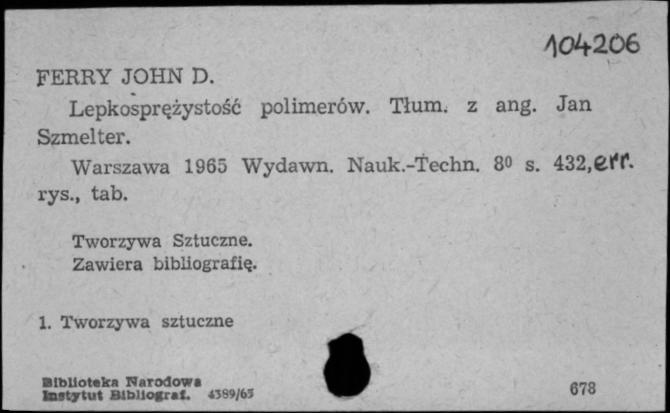 104206
FERRY JOHN D.
Lepkosprężystość polimerów. Tłum. z ang. Jan
Szmelter.
Warszawa 1965 Wydawn. Nauk.-Techn. 8⁰ s. 432, err.
rys., tab.
Tworzywa Sztuczne.
Zawiera bibliografię.
1. Tworzywa sztuczne
Biblioteka Narodowa
Instytut Bibliograf. 4389/65
678